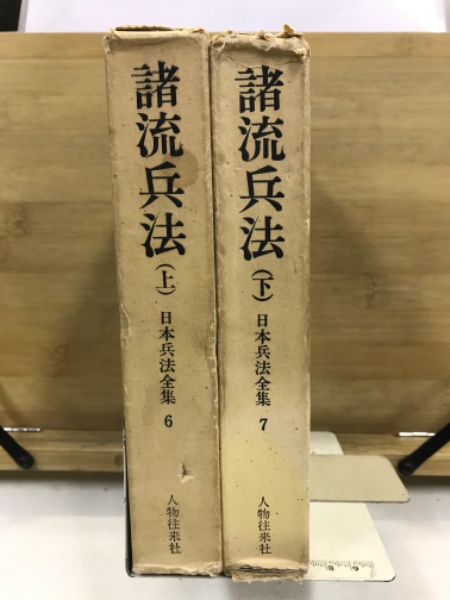 諸流兵法(上)
日本兵法全集 6
人物往来社
諸流兵法(下)
日本兵法全集 7
人物往来社